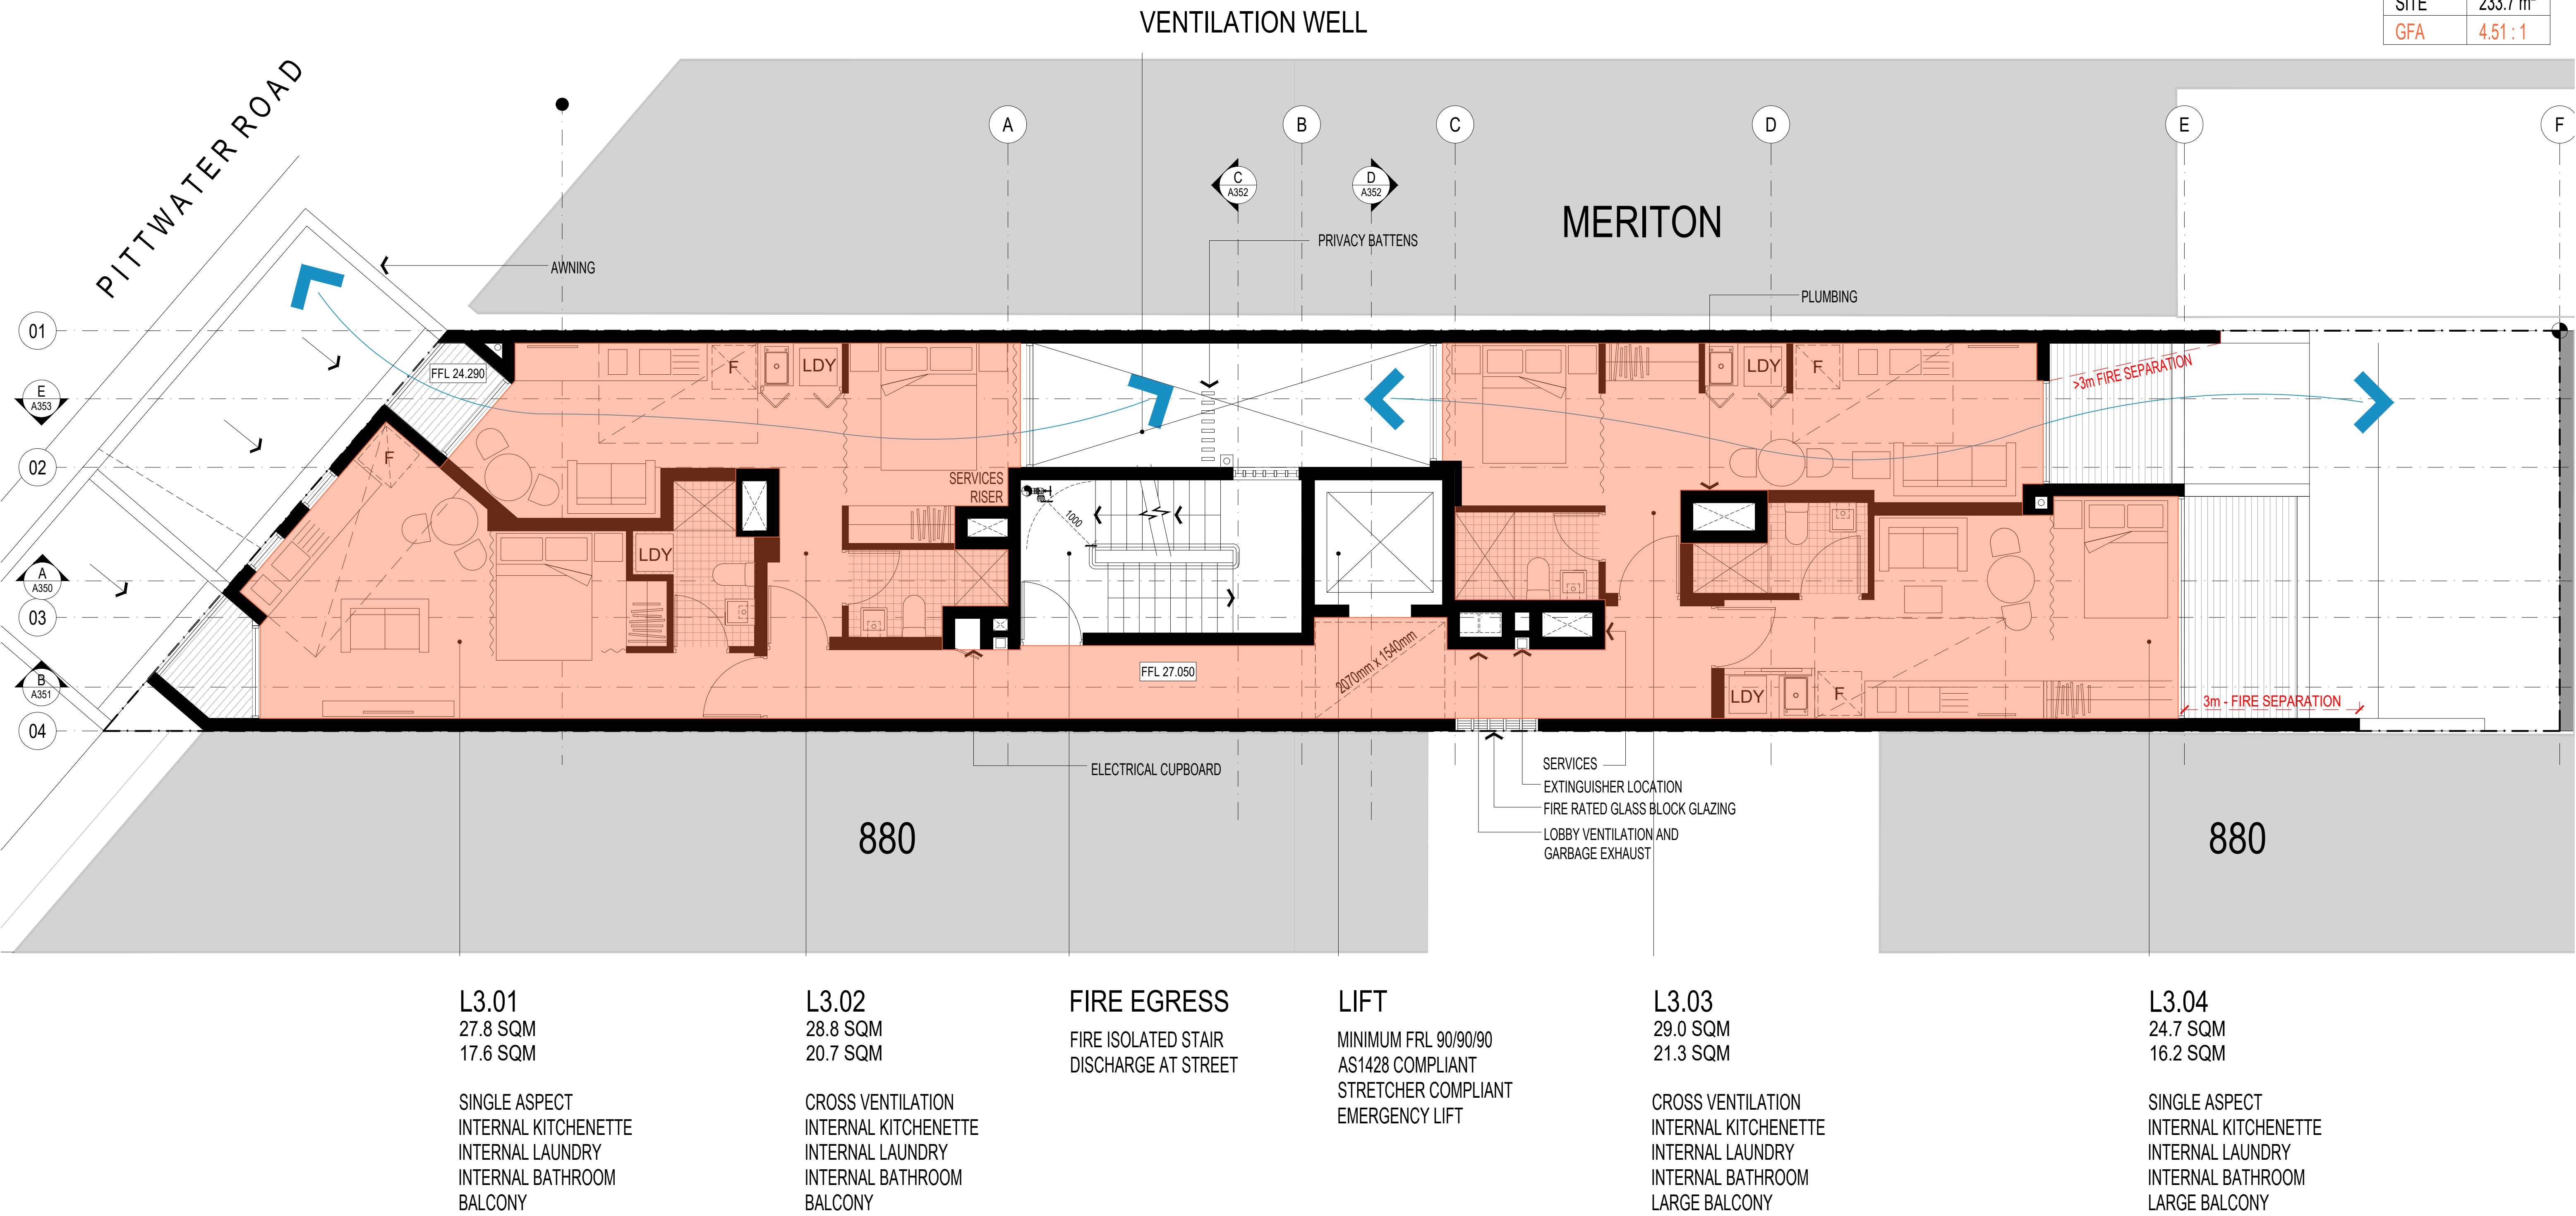 VENTILATION WELL
SITE 233.7 m²
GFA 4.51 : 1
PITTWATER ROAD
A
B
C
D
E
F
C
A352
D
A352
MERITON
PRIVACY BATTENS
AWNING
PLUMBING
01
FFL 24.290
F
LDY
LDY
F
>3m FIRE SEPARATION
E
A353
02
F
SERVICES
RISER
1000
LDY
A
A350
03
2070mm x 1540mm
FFL 27.050
B
A351
LDY
F
3m - FIRE SEPARATION
04
ELECTRICAL CUPBOARD
SERVICES
EXTINGUISHER LOCATION
FIRE RATED GLASS BLOCK GLAZING
LOBBY VENTILATION AND
GARBAGE EXHAUST
880
880
L3.01
27.8 SQM
17.6 SQM
SINGLE ASPECT
INTERNAL KITCHENETTE
INTERNAL LAUNDRY
INTERNAL BATHROOM
BALCONY
L3.02
28.8 SQM
20.7 SQM
CROSS VENTILATION
INTERNAL KITCHENETTE
INTERNAL LAUNDRY
INTERNAL BATHROOM
BALCONY
FIRE EGRESS
FIRE ISOLATED STAIR
DISCHARGE AT STREET
LIFT
MINIMUM FRL 90/90/90
AS1428 COMPLIANT
STRETCHER COMPLIANT
EMERGENCY LIFT
L3.03
29.0 SQM
21.3 SQM
CROSS VENTILATION
INTERNAL KITCHENETTE
INTERNAL LAUNDRY
INTERNAL BATHROOM
LARGE BALCONY
L3.04
24.7 SQM
16.2 SQM
SINGLE ASPECT
INTERNAL KITCHENETTE
INTERNAL LAUNDRY
INTERNAL BATHROOM
LARGE BALCONY